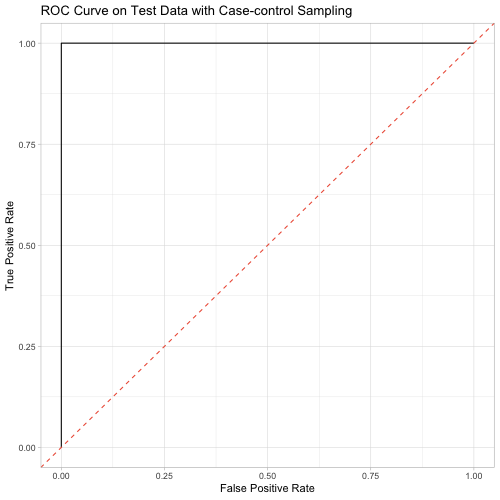 ROC Curve on Test Data with Case-control Sampling
True Positive Rate
1.00
0.75
0.50
0.25
0.00
0.00 0.25 0.50 0.75 1.00
False Positive Rate